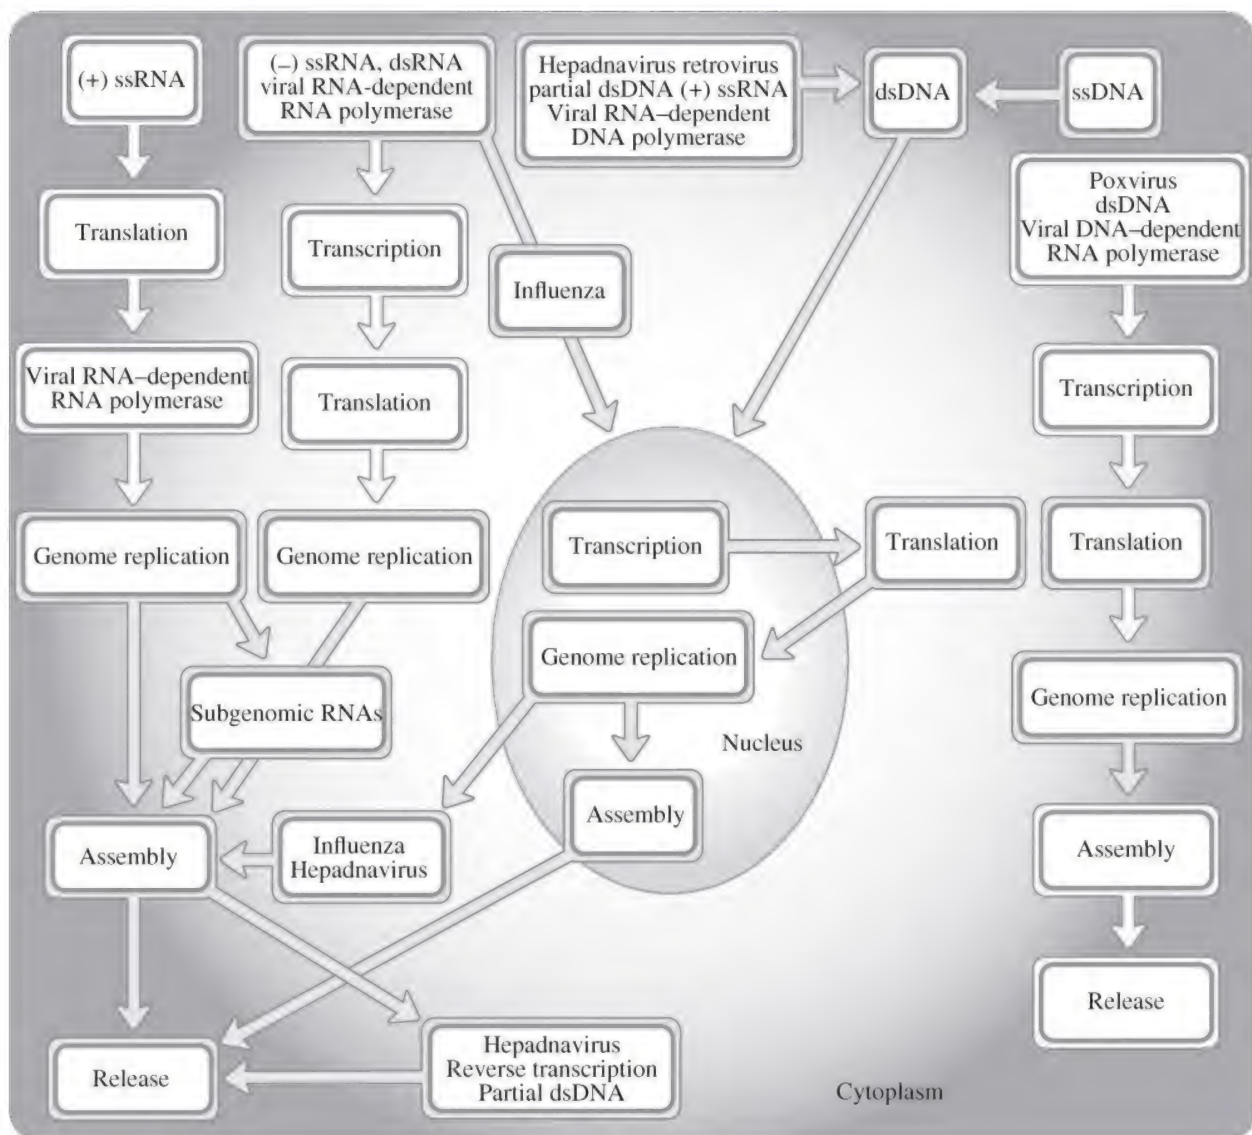 (+) ssRNA
(–) ssRNA, dsRNA
viral RNA-dependent
RNA polymerase
Hepadnavirus retrovirus
partial dsDNA (+) ssRNA
Viral RNA–dependent
DNA polymerase
dsDNA
ssDNA
Poxvirus
dsDNA
Viral DNA–dependent
RNA polymerase
Translation
Transcription
Influenza
Viral RNA–dependent
RNA polymerase
Translation
Transcription
Genome replication
Genome replication
Transcription
Translation
Translation
Genome replication
Genome replication
Subgenomic RNAs
Nucleus
Assembly
Influenza
Hepadnavirus
Assembly
Assembly
Release
Hepadnavirus
Reverse transcription
Partial dsDNA
Release
Cytoplasm